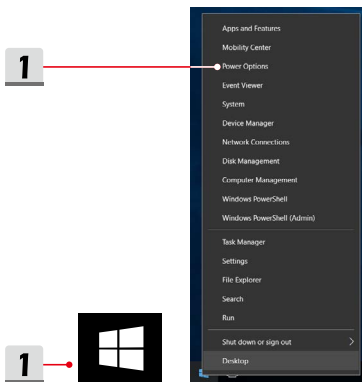 Apps and Features
Mobility Center
1
Power Options
Event Viewer
System
Device Manager
Network Connections
Disk Management
Computer Management
Windows PowerShell
Windows PowerShell (Admin)
Task Manager
Settings
File Explorer
Search
Run
Shut down or sign out
1
Desktop